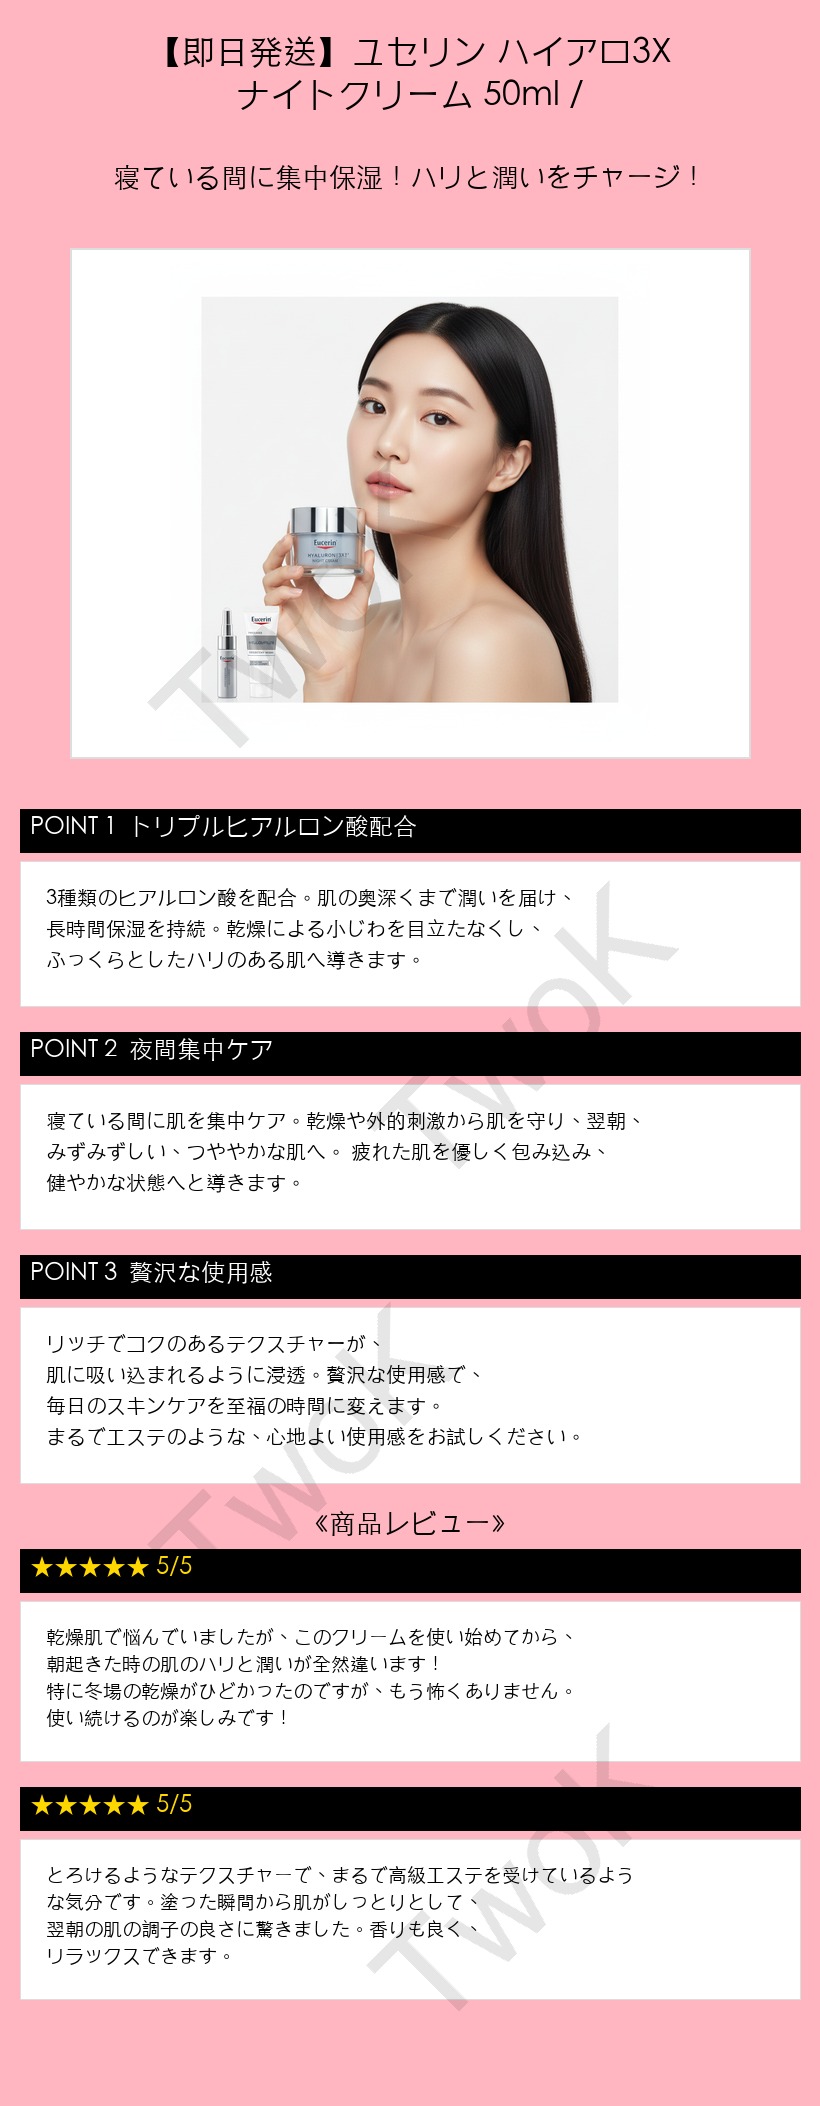 【即日発送】ユセリン ハイアロ3X
ナイトクリーム 50ml /
寝ている間に集中保湿！ハリと潤いをチャージ！
Eucerin
HYALURON [3X]
NIGHT CREAM
Eucerin
Eucerin
TwoK
POINT 1 トリプルヒアルロン酸配合
3種類のヒアルロン酸を配合。肌の奥深くまで潤いを届け、
長時間保湿を持続。乾燥による小じわを目立たなくし、
ふっくらとしたハリのある肌へ導きます。
TwoK
POINT 2 夜間集中ケア
寝ている間に肌を集中ケア。乾燥や外的刺激から肌を守り、翌朝、
みずみずしい、つややかな肌へ。 疲れた肌を優しく包み込み、
健やかな状態へと導きます。
POINT 3 贅沢な使用感
リッチでコクのあるテクスチャーが、
肌に吸い込まれるように浸透。贅沢な使用感で、
毎日のスキンケアを至福の時間に変えます。
まるでエステのような、心地よい使用感をお試しください。
TwoK
《商品レビュー》
★★★★★ 5/5
乾燥肌で悩んでいましたが、このクリームを使い始めてから、
朝起きた時の肌のハリと潤いが全然違います！
特に冬場の乾燥がひどかったのですが、もう怖くありません。
使い続けるのが楽しみです！
★★★★★ 5/5
とろけるようなテクスチャーで、まるで高級エステを受けているよう
な気分です。塗った瞬間から肌がしっとりとして、
翌朝の肌の調子の良さに驚きました。香りも良く、
リラックスできます。
TwoK